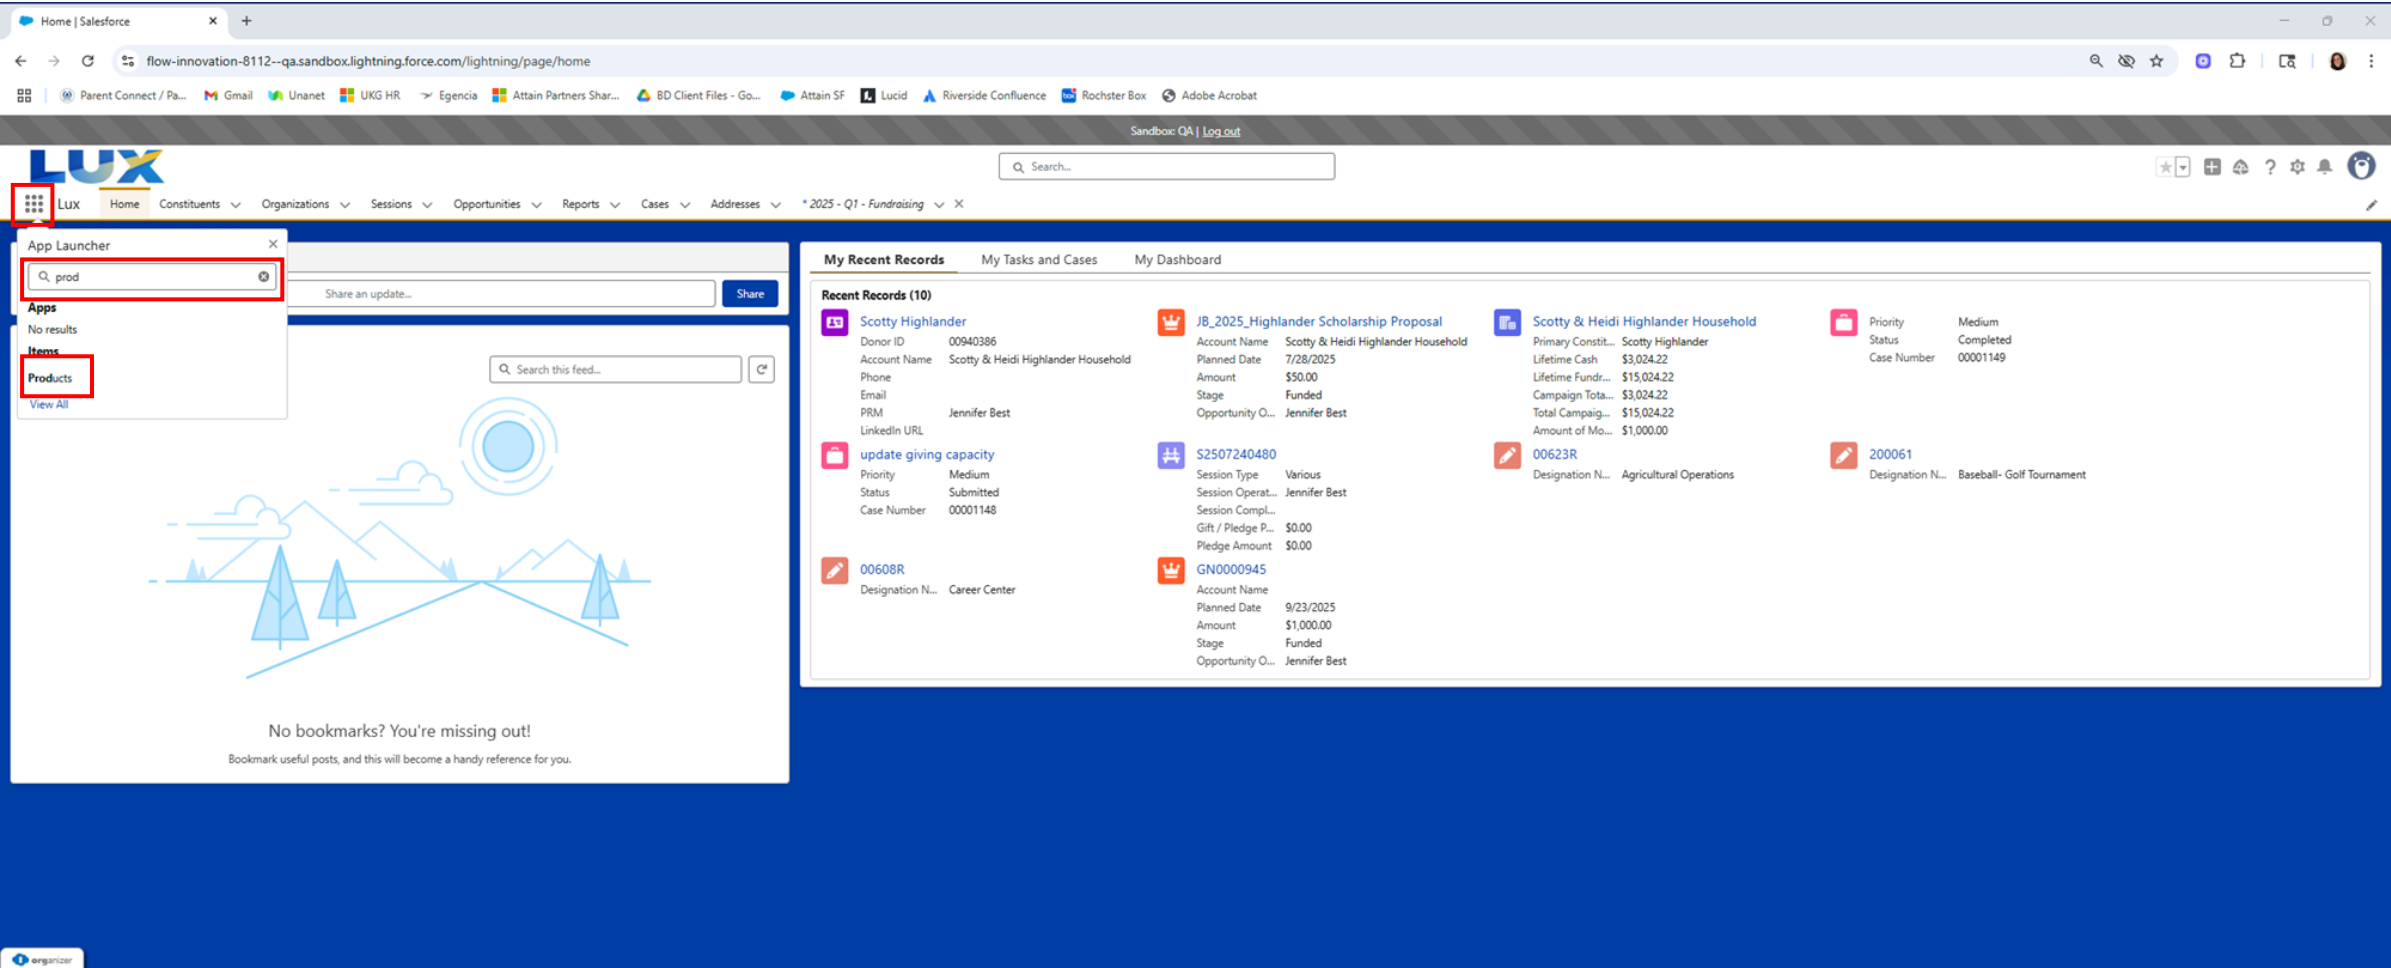 Home | Salesforce
flow-innovation-8112--qa.sandbox.lightning.force.com/lightning/page/home
Parent Connect / Pa... Gmail Unanet UKG HR Egencia Attain Partners Shar... BD Client Files - Go... Attain SF Lucid Riverside Confluence Rochster Box Adobe Acrobat
Sandbox: QA | Log out
LUX
Search...
Lux Home Constituents Organizations Sessions Opportunities Reports Cases Addresses * 2025 - Q1 - Fundraising
App Launcher
prod
Apps
No results
Items
Products
View All
Share an update...
Share
Search this feed...
No bookmarks? You're missing out!
Bookmark useful posts, and this will become a handy reference for you.
My Recent Records My Tasks and Cases My Dashboard
Recent Records (10)
Scotty Highlander
Donor ID 00940386
Account Name Scotty & Heidi Highlander Household
Phone
Email
PRM Jennifer Best
LinkedIn URL
JB_2025_Highlander Scholarship Proposal
Account Name Scotty & Heidi Highlander Household
Planned Date 7/28/2025
Amount $50.00
Stage Funded
Opportunity O... Jennifer Best
Scotty & Heidi Highlander Household
Primary Constit... Scotty Highlander
Lifetime Cash $3,024.22
Lifetime Fundr... $15,024.22
Campaign Tota... $3,024.22
Total Campaig... $15,024.22
Amount of Mo... $1,000.00
Priority Medium
Status Completed
Case Number 00001149
update giving capacity
Priority Medium
Status Submitted
Case Number 00001148
S2507240480
Session Type Various
Session Operat... Jennifer Best
Session Compl...
Gift / Pledge P... $0.00
Pledge Amount $0.00
00623R
Designation N... Agricultural Operations
200061
Designation N... Baseball- Golf Tournament
00608R
Designation N... Career Center
GN0000945
Account Name
Planned Date 9/23/2025
Amount $1,000.00
Stage Funded
Opportunity O... Jennifer Best
organizer